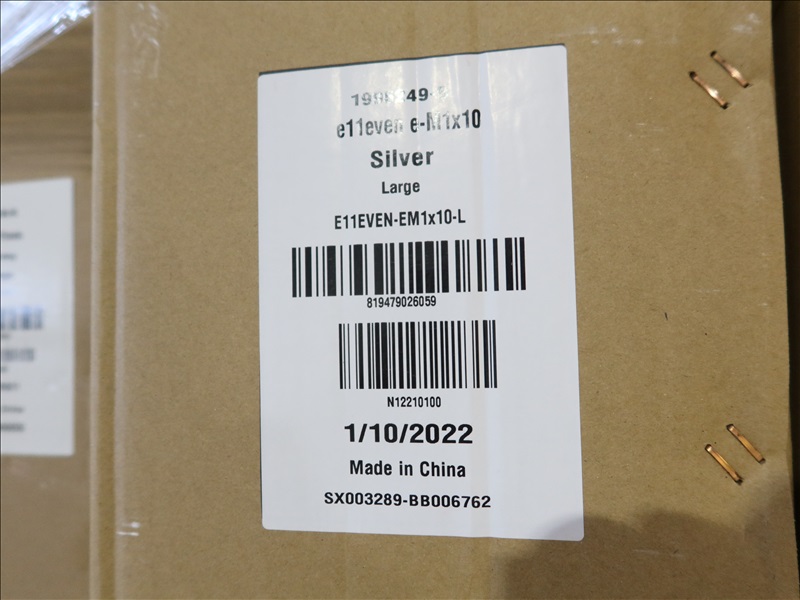 e11even e-M1x10
Silver
Large
E11EVEN-EM1x10-L
819479026059
N12210100
1/10/2022
Made in China
SX003289-BB006762